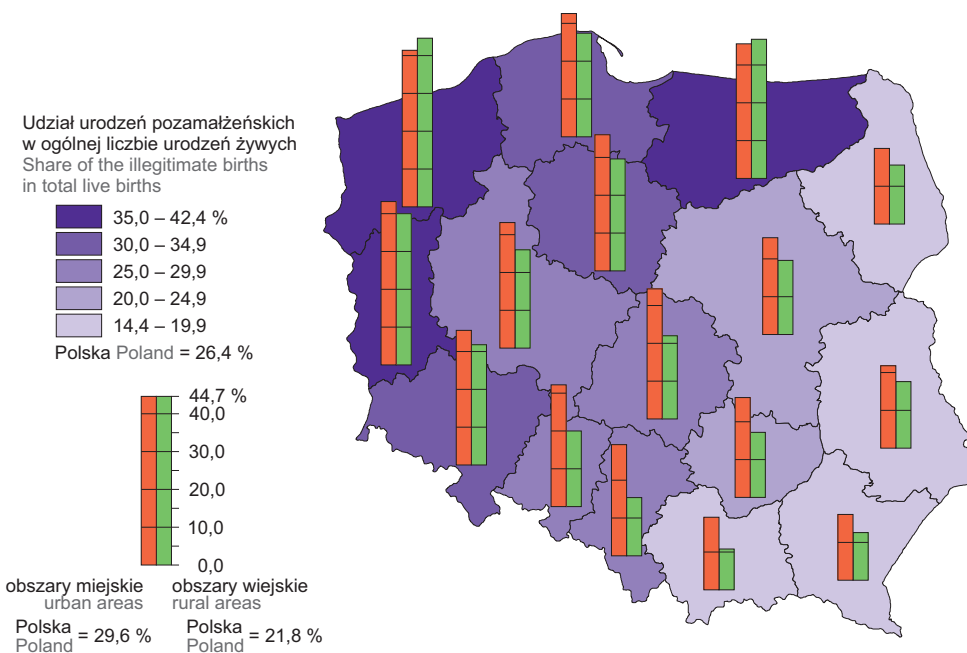 Udział urodzeń pozamałżeńskich
w ogólnej liczbie urodzeń żywych
Share of the illegitimate births
in total live births
35,0 – 42,4 %
30,0 – 34,9
25,0 – 29,9
20,0 – 24,9
14,4 – 19,9
Polska Poland = 26,4 %
44,7 %
40,0
30,0
20,0
10,0
0,0
obszary miejskie
urban areas
Polska
Poland = 29,6 %
obszary wiejskie
rural areas
Polska
Poland = 21,8 %